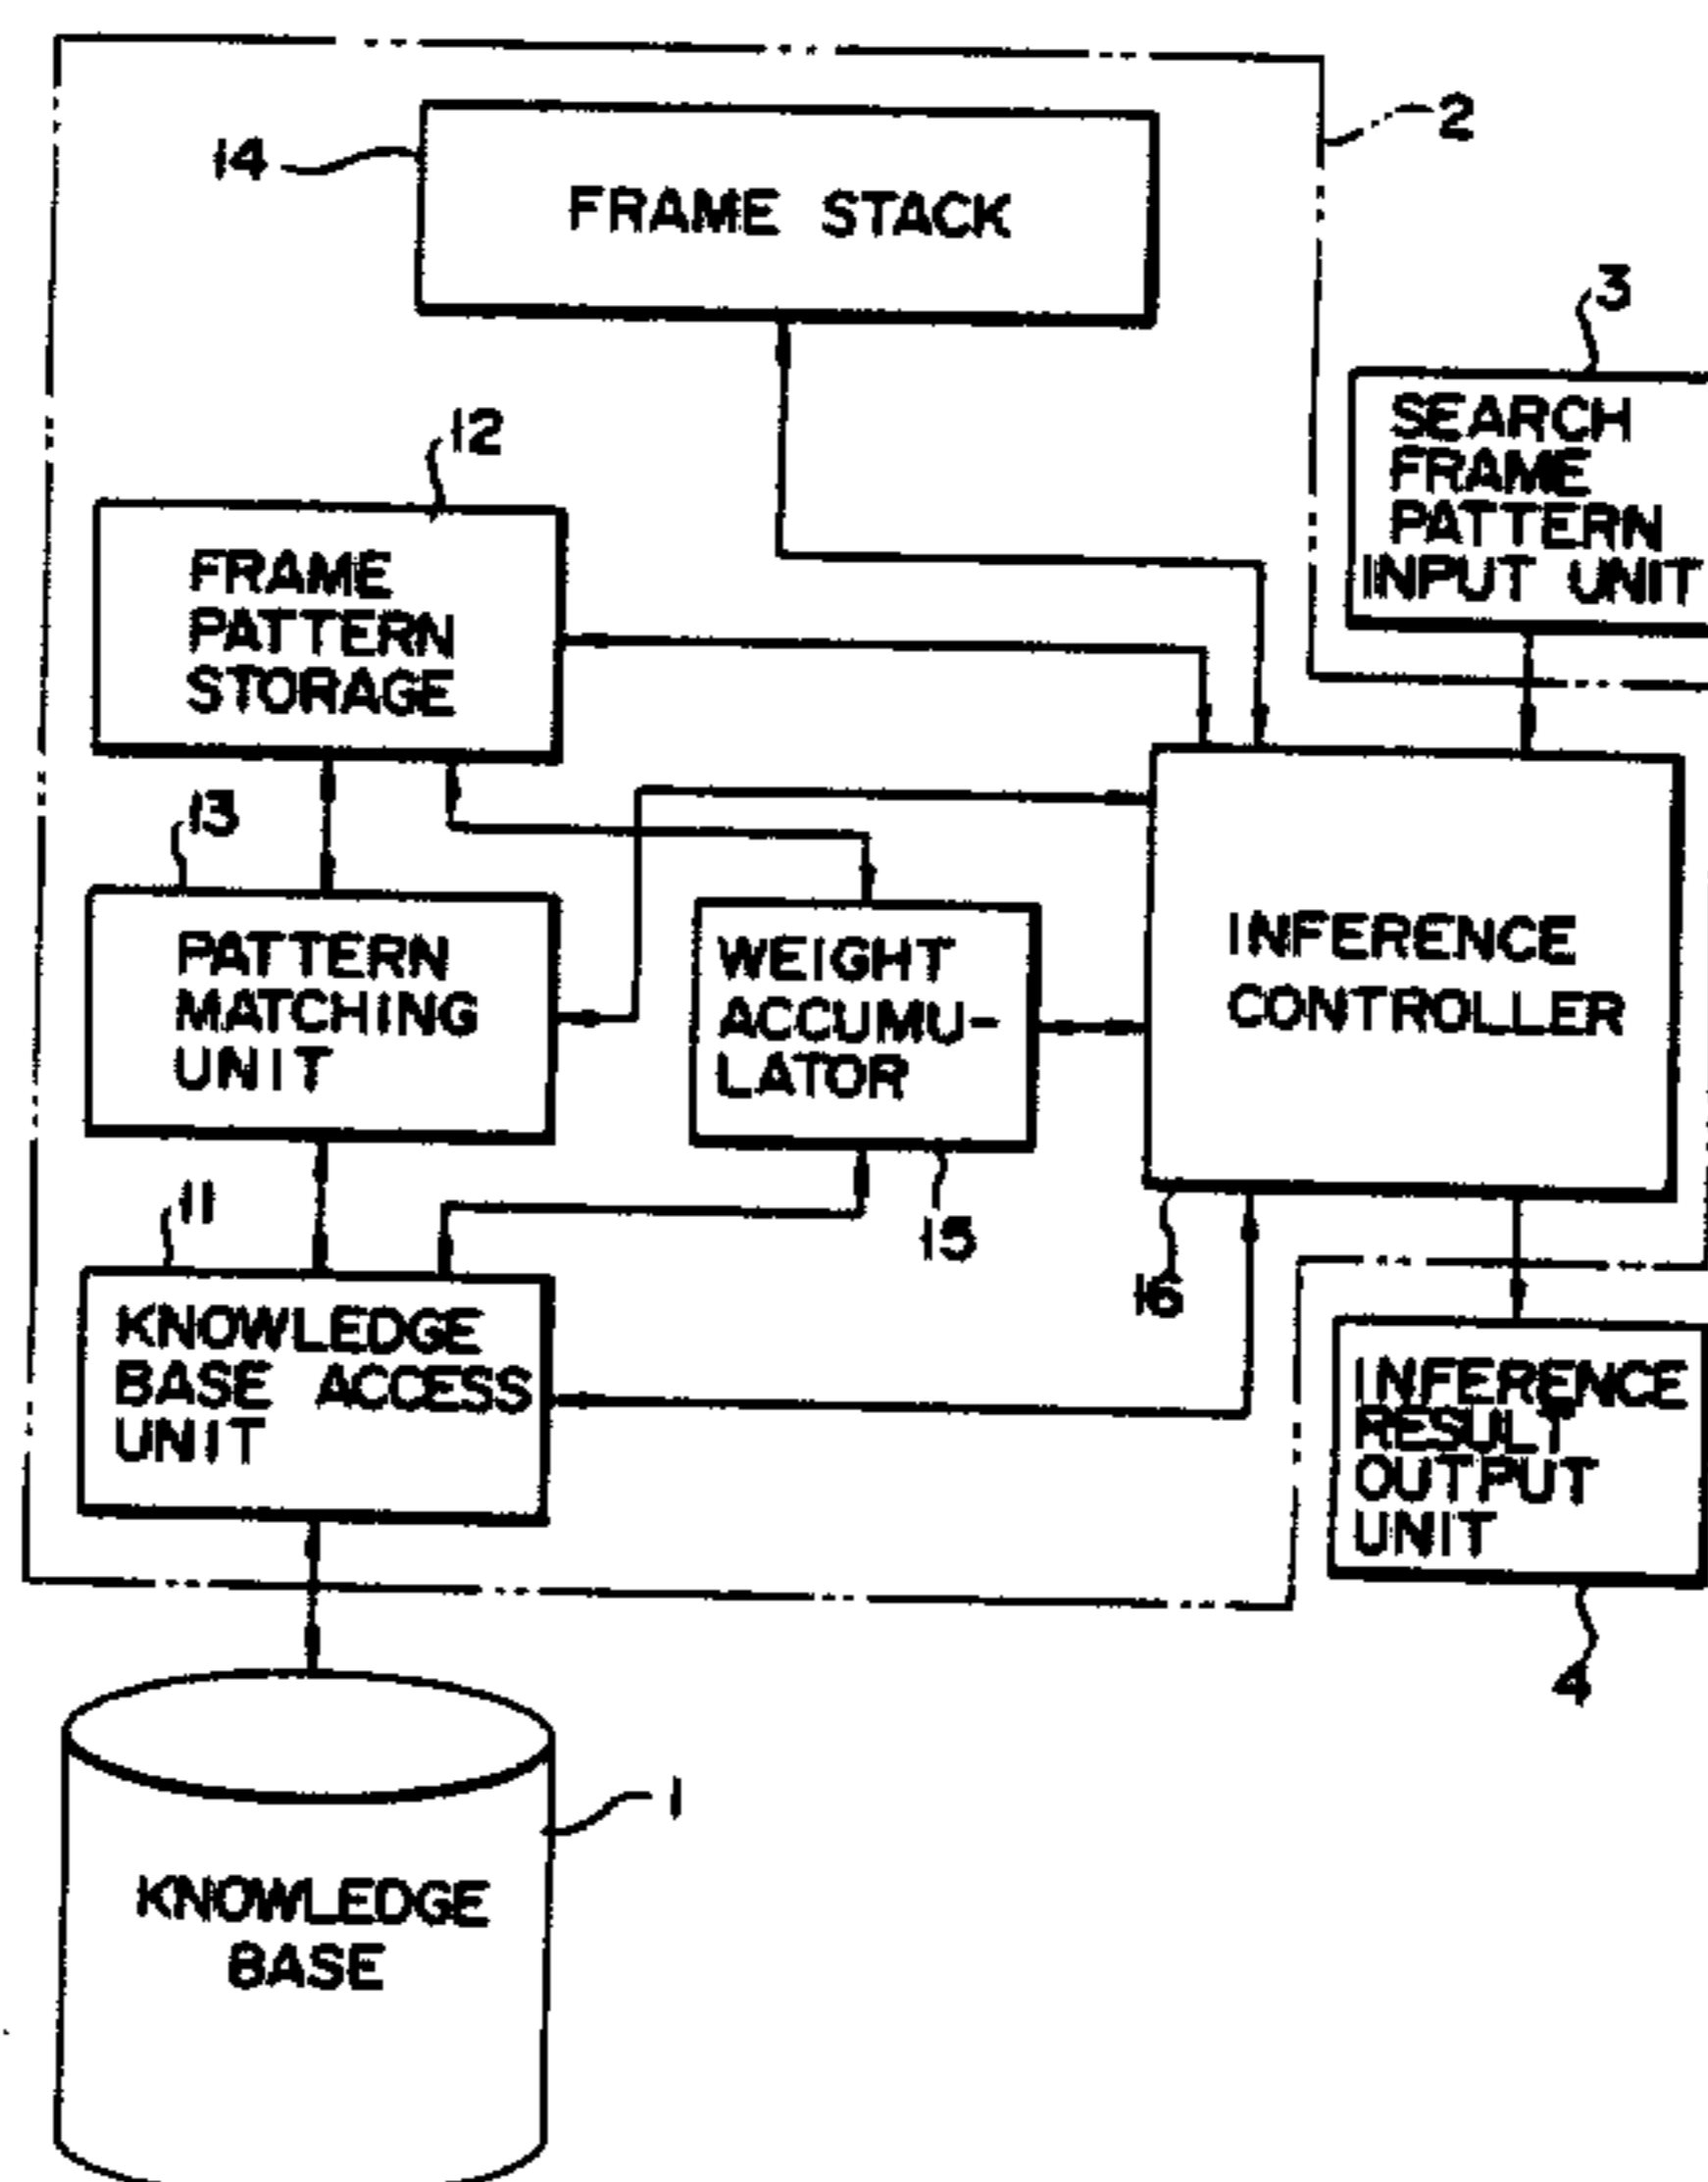 2
14
FRAME STACK
3
SEARCH
FRAME
PATTERN
INPUT UNIT
12
FRAME
PATTERN
STORAGE
13
PATTERN
MATCHING
UNIT
WEIGHT
ACCUMU-
LATOR
15
INFERENCE
CONTROLLER
16
11
KNOWLEDGE
BASE ACCESS
UNIT
INFERENCE
RESULT
OUTPUT
UNIT
4
1
KNOWLEDGE
BASE